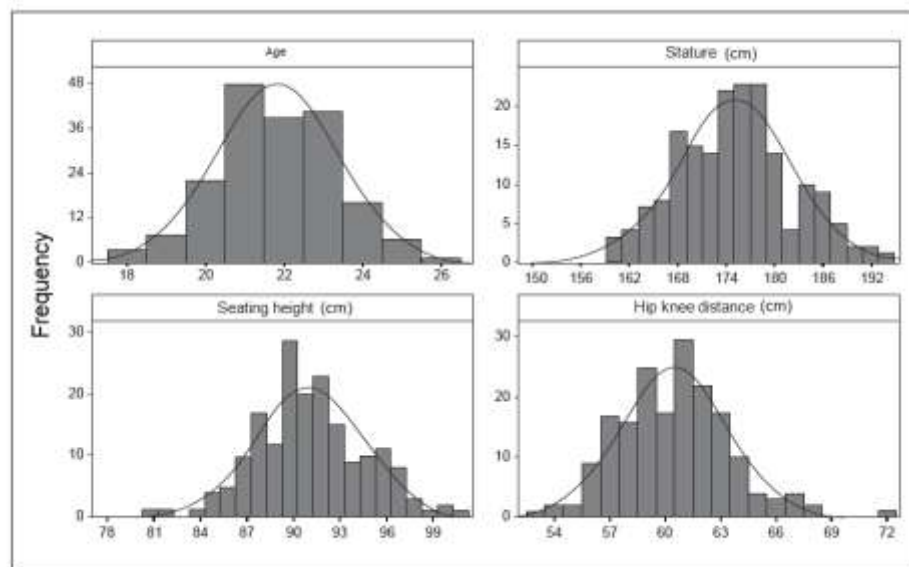 Age
Stature (cm)
48
36
24
12
0
18 20 22 24 26
20
15
10
5
0
150 156 162 168 174 180 186 192
Frequency
Seating height (cm)
Hip knee distance (cm)
30
20
10
0
78 81 84 87 90 93 96 99
30
20
10
0
54 57 60 63 66 69 72